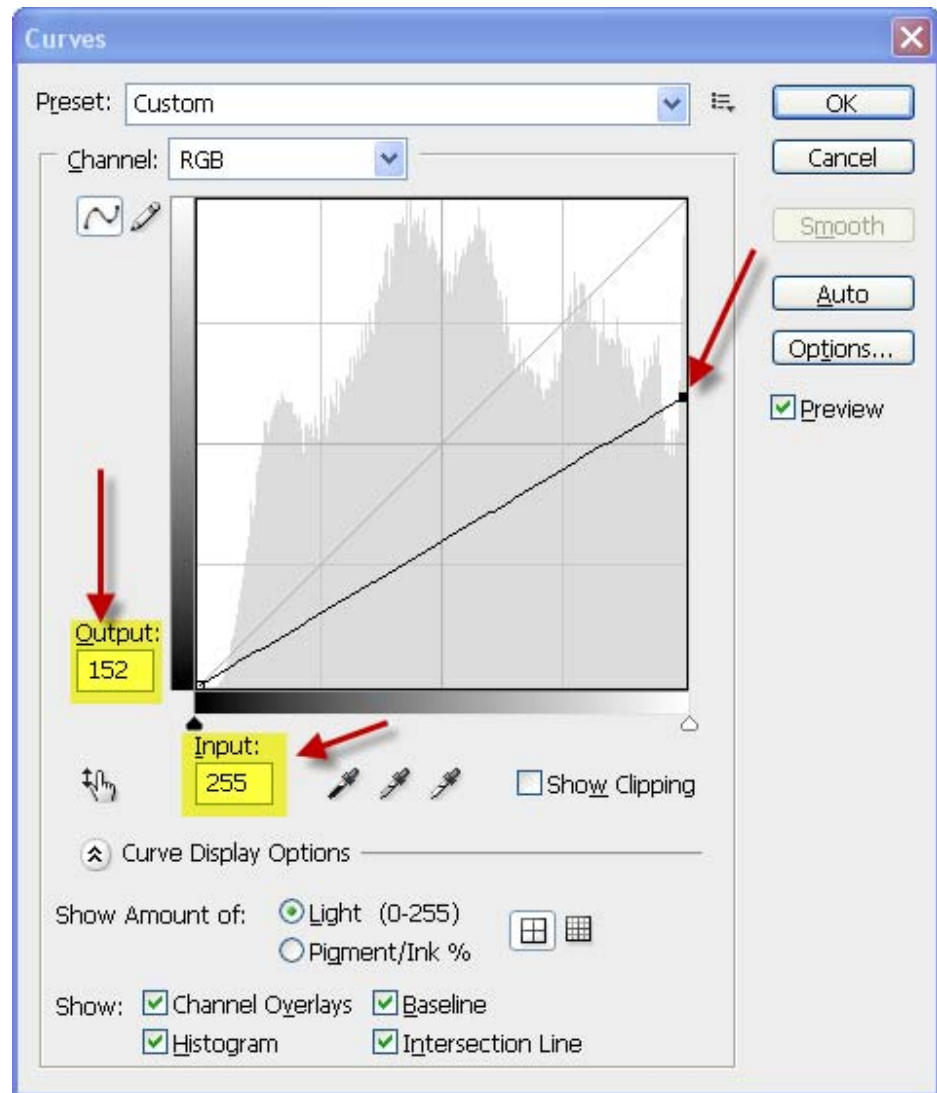 Curves
Preset: Custom
OK
Channel: RGB
Cancel
Smooth
Auto
Options...
Preview
Output:
152
Input:
255
Show Clipping
Curve Display Options
Show Amount of: Light (0-255)
Pigment/Ink %
Show: Channel Overlays Baseline
Histogram Intersection Line